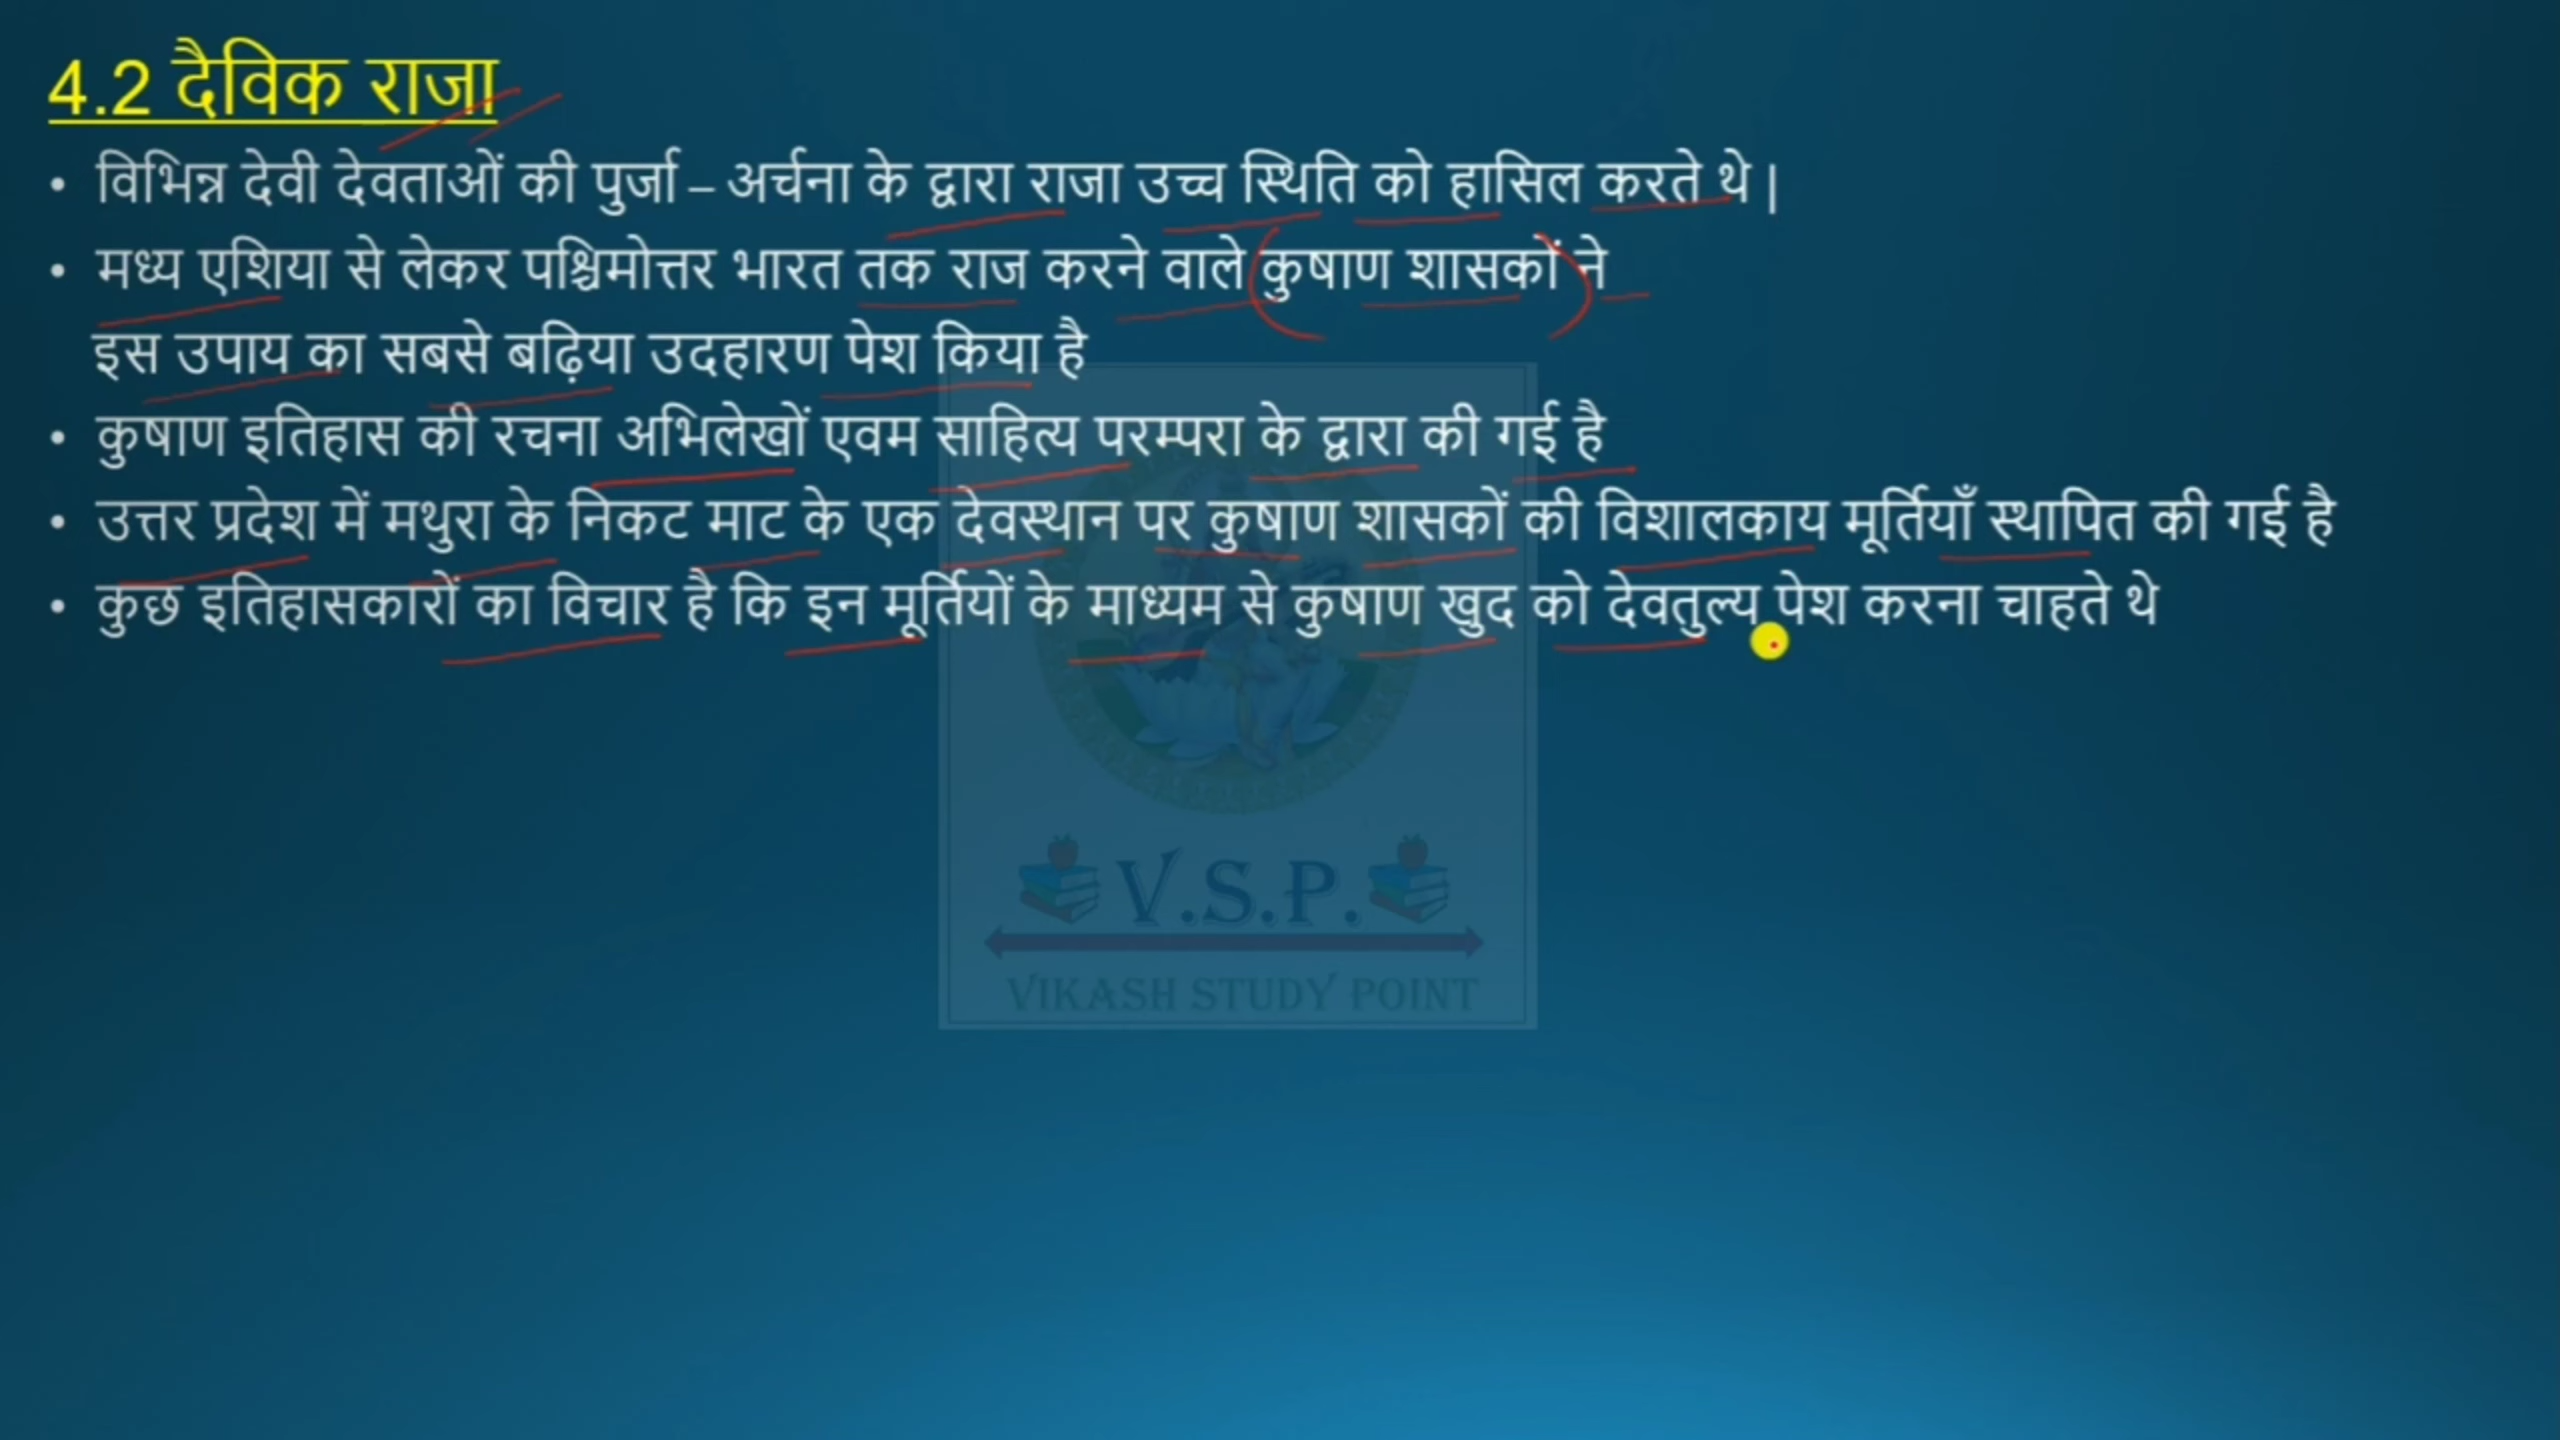 4.2 दैविक राजा
• विभिन्न देवी देवताओं की पुर्जा – अर्चना के द्वारा राजा उच्च स्थिति को हासिल करते थे |
• मध्य एशिया से लेकर पश्चिमोत्तर भारत तक राज करने वाले कुषाण शासकों ने
इस उपाय का सबसे बढ़िया उदहारण पेश किया है
• कुषाण इतिहास की रचना अभिलेखों एवम साहित्य परम्परा के द्वारा की गई है
• उत्तर प्रदेश में मथुरा के निकट माट के एक देवस्थान पर कुषाण शासकों की विशालकाय मूर्तियाँ स्थापित की गई है
• कुछ इतिहासकारों का विचार है कि इन मूर्तियों के माध्यम से कुषाण खुद को देवतुल्य पेश करना चाहते थे
V.S.P.
VIKASH STUDY POINT